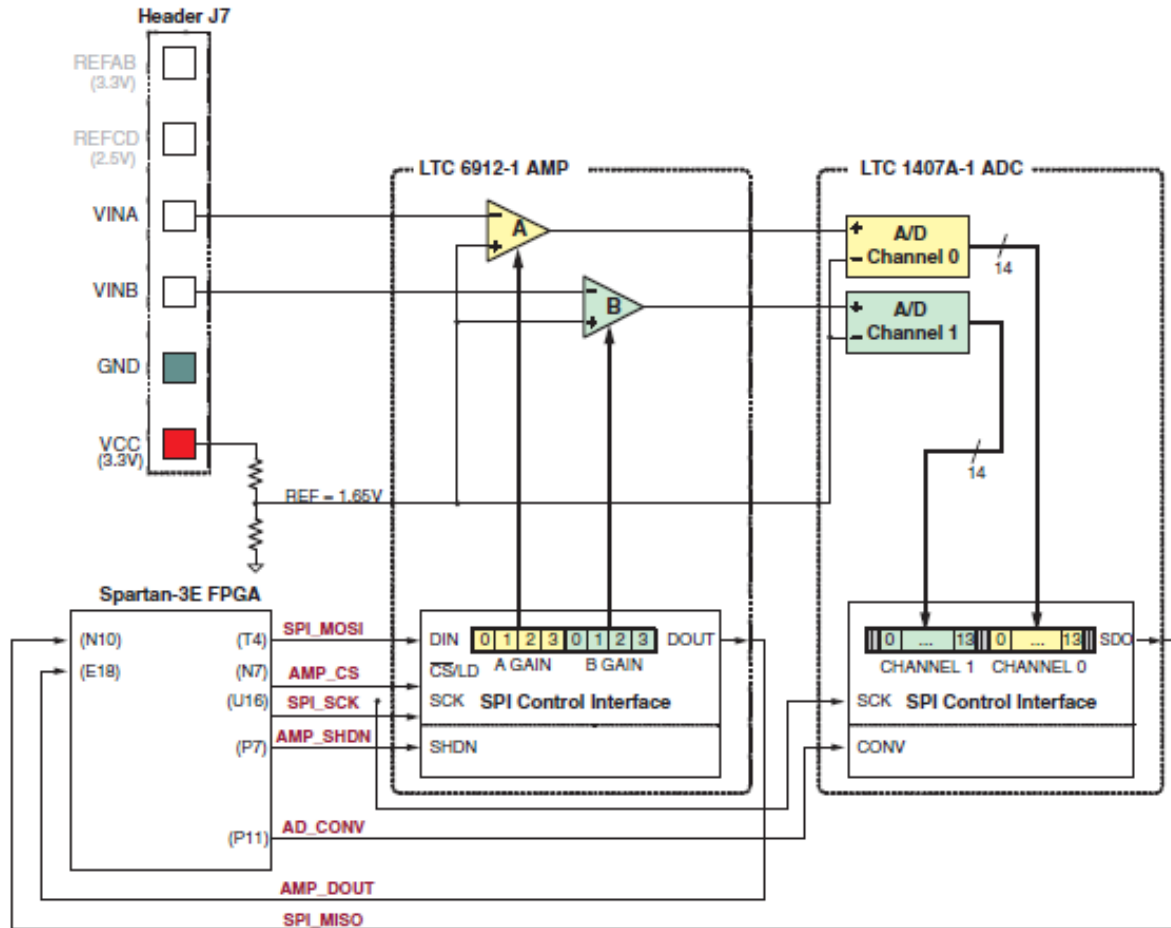 Header J7
REFAB
(3.3V)
REFCD
(2.5V)
VINA
VINB
GND
VCC
(3.3V)
REF = 1.65V
LTC 6912-1 AMP
A
B
LTC 1407A-1 ADC
A/D
Channel 0
14
A/D
Channel 1
14
Spartan-3E FPGA
(N10)
(E18)
(T4)
(N7)
(U16)
(P7)
(P11)
SPI_MOSI
AMP_CS
SPI_SCK
AMP_SHDN
AD_CONV
AMP_DOUT
SPI_MISO
DIN
0 1 2 3 0 1 2 3
DOUT
A GAIN
B GAIN
CS/LD
SCK
SPI Control Interface
SHDN
0 ... 13 0 ... 13
SDO
CHANNEL 1
CHANNEL 0
SCK
SPI Control Interface
CONV